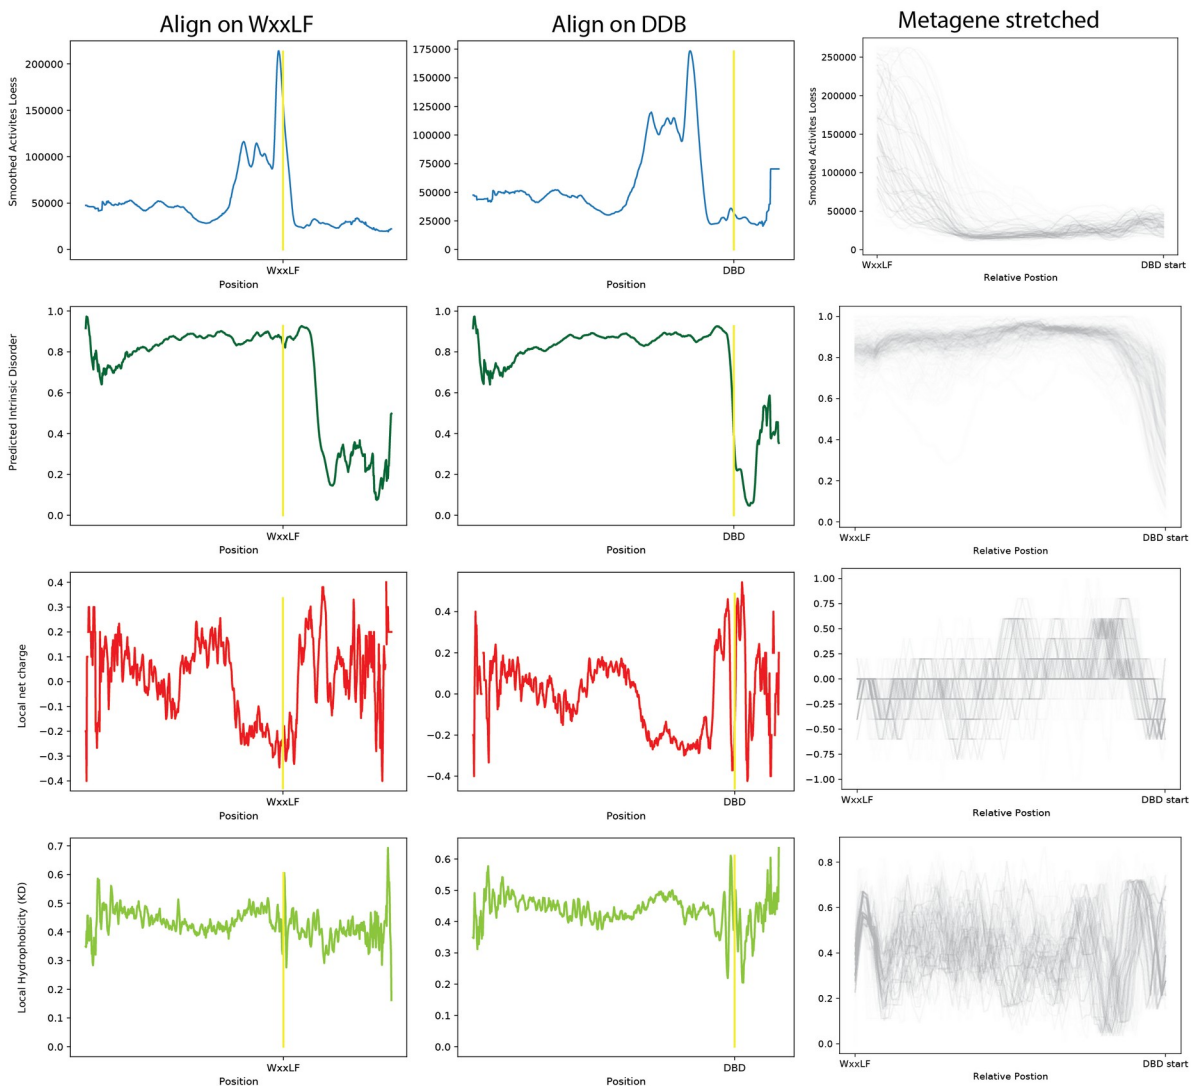 Align on WxxLF
Align on DDB
Metagene stretched
Smoothed Activites Loess
200000
150000
100000
50000
0
WxxLF
Position
175000
150000
125000
100000
75000
50000
25000
0
DBD
Position
Smoothed Activites Loess
250000
200000
150000
100000
50000
0
WxxLF
DBD start
Relative Postion
Predicted Intrinsic Disorder
1.0
0.8
0.6
0.4
0.2
0.0
WxxLF
Position
1.0
0.8
0.6
0.4
0.2
0.0
DBD
Position
1.0
0.8
0.6
0.4
0.2
0.0
WxxLF
DBD start
Relative Postion
Local net charge
0.4
0.3
0.2
0.1
0.0
−0.1
−0.2
−0.3
−0.4
WxxLF
Position
0.4
0.2
0.0
−0.2
−0.4
DBD
Position
1.00
0.75
0.50
0.25
0.00
−0.25
−0.50
−0.75
−1.00
WxxLF
DBD start
Relative Postion
Local Hydrophobicity (KD)
0.7
0.6
0.5
0.4
0.3
0.2
0.1
0.0
WxxLF
Position
0.6
0.5
0.4
0.3
0.2
0.1
0.0
DBD
Position
0.8
0.6
0.4
0.2
0.0
WxxLF
DBD start
Relative Postion